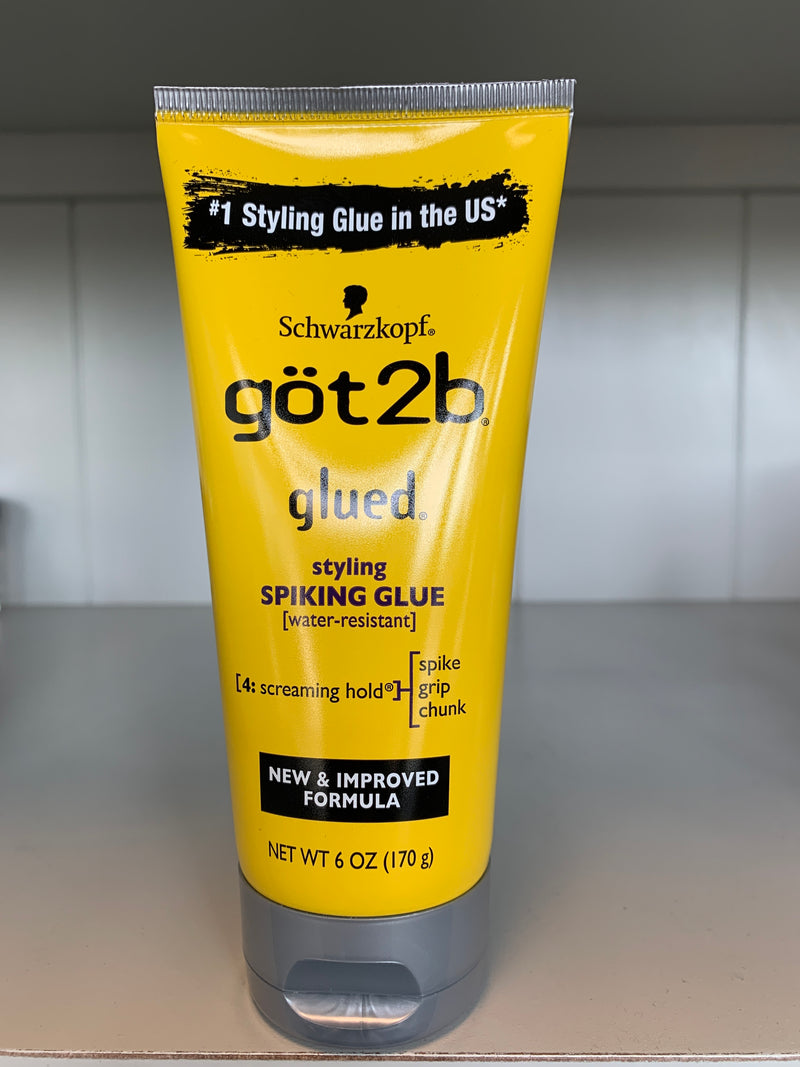 #1 Styling Glue in the US*
Schwarzkopf®
göt2b®
glued®
styling
SPIKING GLUE
[water-resistant]
[4: screaming hold®]
spike
grip
chunk
NEW & IMPROVED
FORMULA
NET WT 6 OZ (170 g)